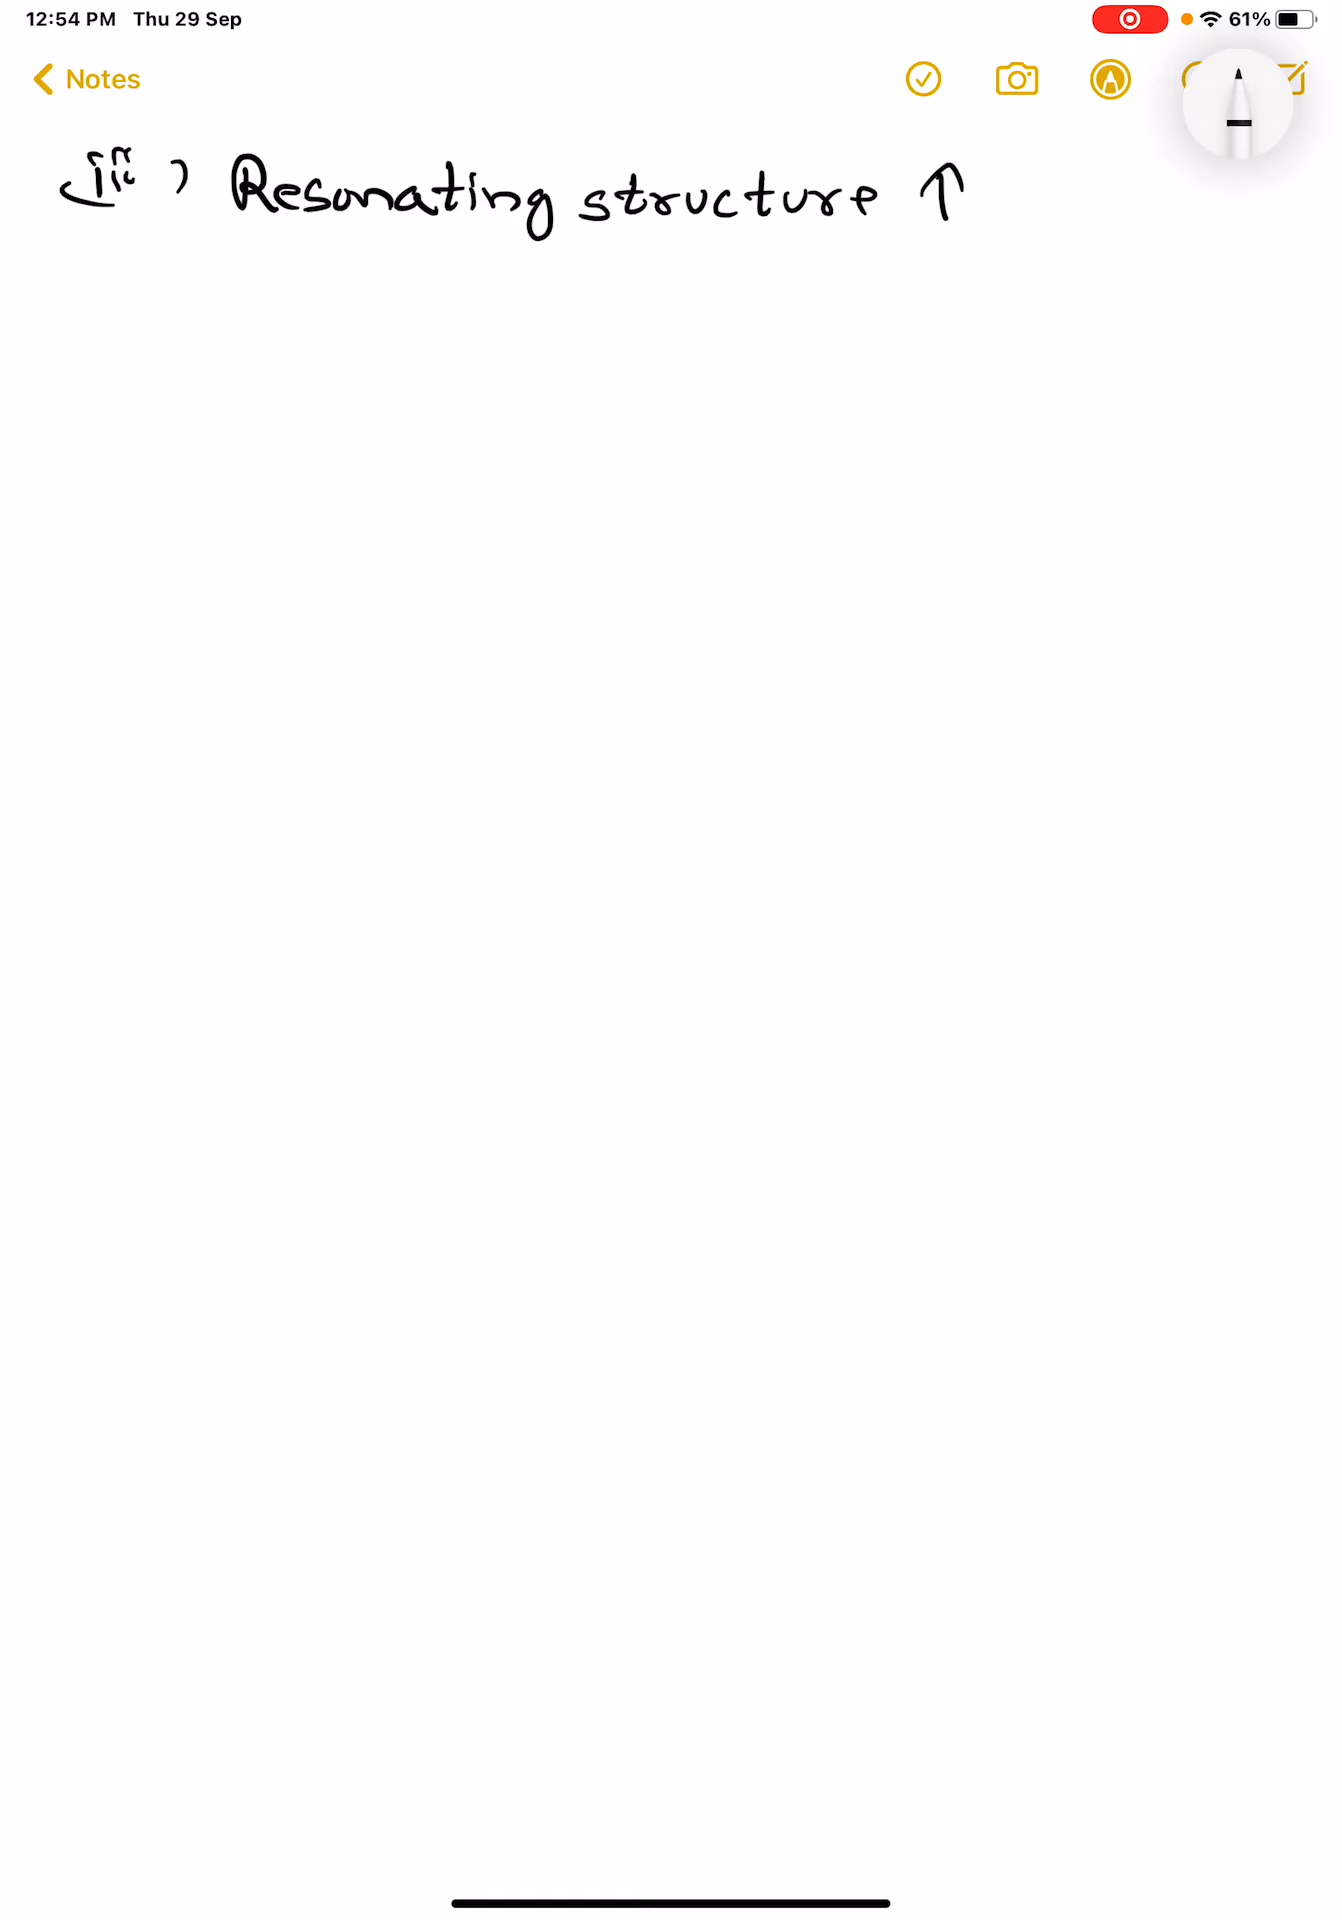 12:54 PM Thu 29 Sep 61%
Notes
iii) Resonating structure ↑